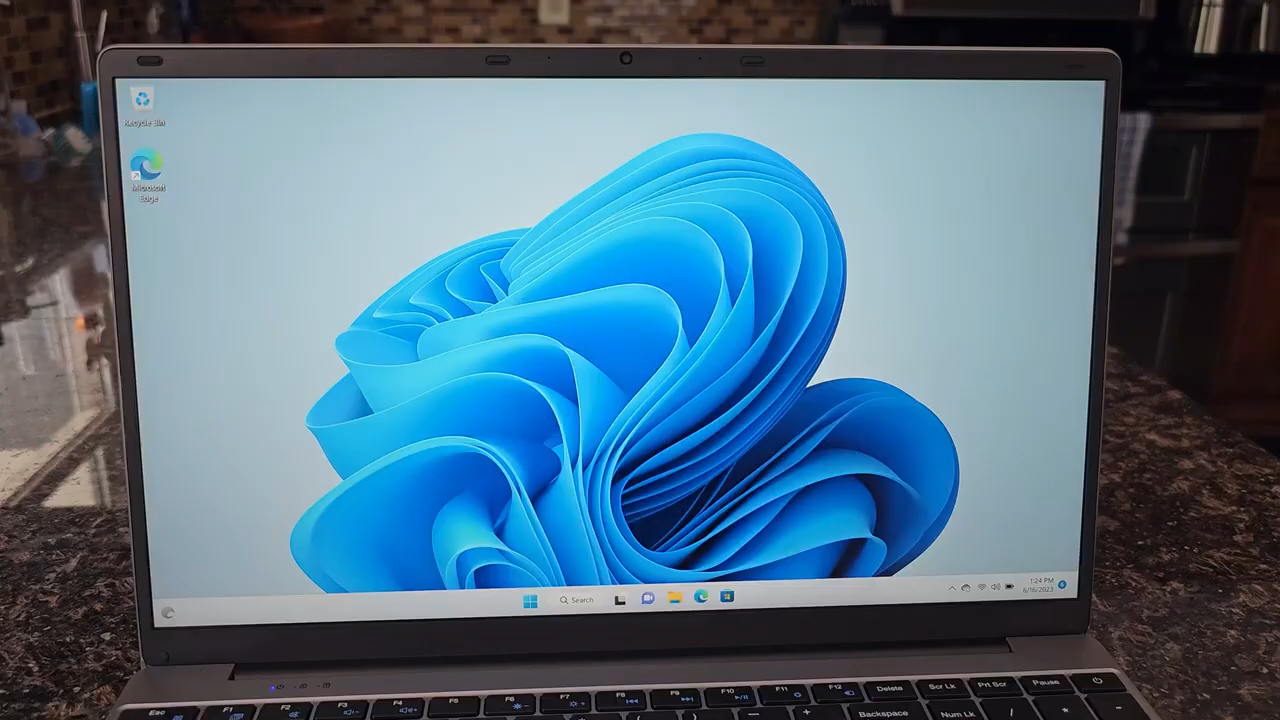 Recycle Bin
Microsoft
Edge
Search
1:24 PM
6/16/2023
6
Esc
F1
F2
F3
F4
F5
F6
F7
F8
F9
F10
F11
F12
Delete
Scr Lk
Prt Scr
Pause
Backspace
Num Lk
/
*
-